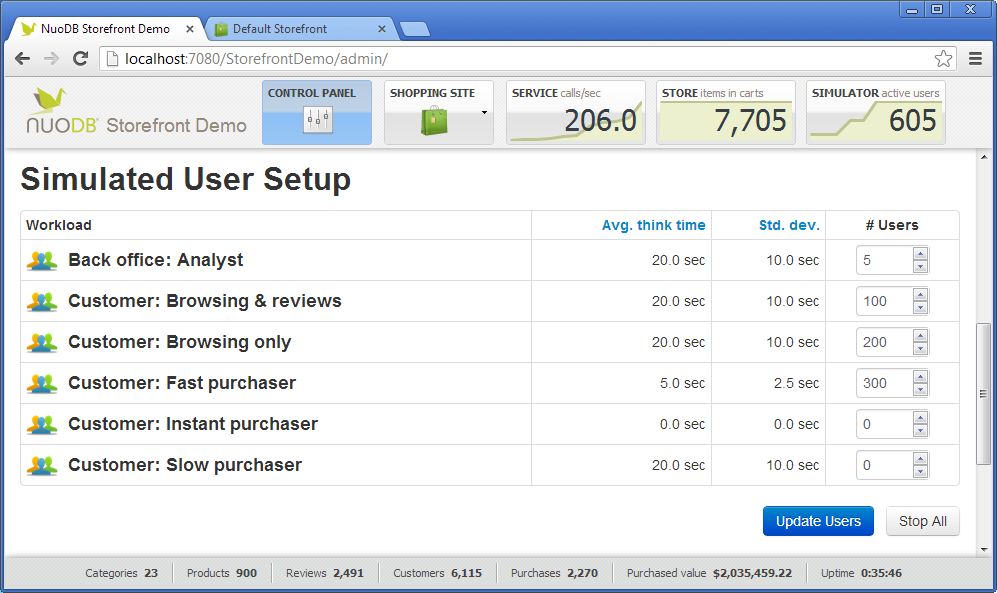 NuoDB Storefront Demo
Default Storefront
localhost:7080/StorefrontDemo/admin/
NUODB® Storefront Demo
CONTROL PANEL
SHOPPING SITE
SERVICE calls/sec
206.0
STORE items in carts
7,705
SIMULATOR active users
605
Simulated User Setup
Workload Avg. think time Std. dev. # Users
Back office: Analyst 20.0 sec 10.0 sec 5
Customer: Browsing & reviews 20.0 sec 10.0 sec 100
Customer: Browsing only 20.0 sec 10.0 sec 200
Customer: Fast purchaser 5.0 sec 2.5 sec 300
Customer: Instant purchaser 0.0 sec 0.0 sec 0
Customer: Slow purchaser 20.0 sec 10.0 sec 0
Update Users Stop All
Categories 23 Products 900 Reviews 2,491 Customers 6,115 Purchases 2,270 Purchased value $2,035,459.22 Uptime 0:35:46